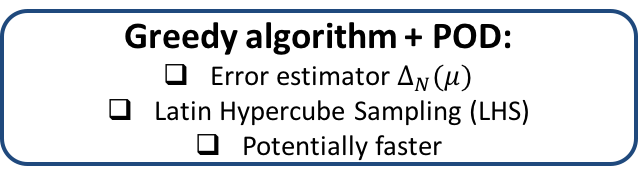 Greedy algorithm + POD:
❑ Error estimator Δ_N(μ)
❑ Latin Hypercube Sampling (LHS)
❑ Potentially faster